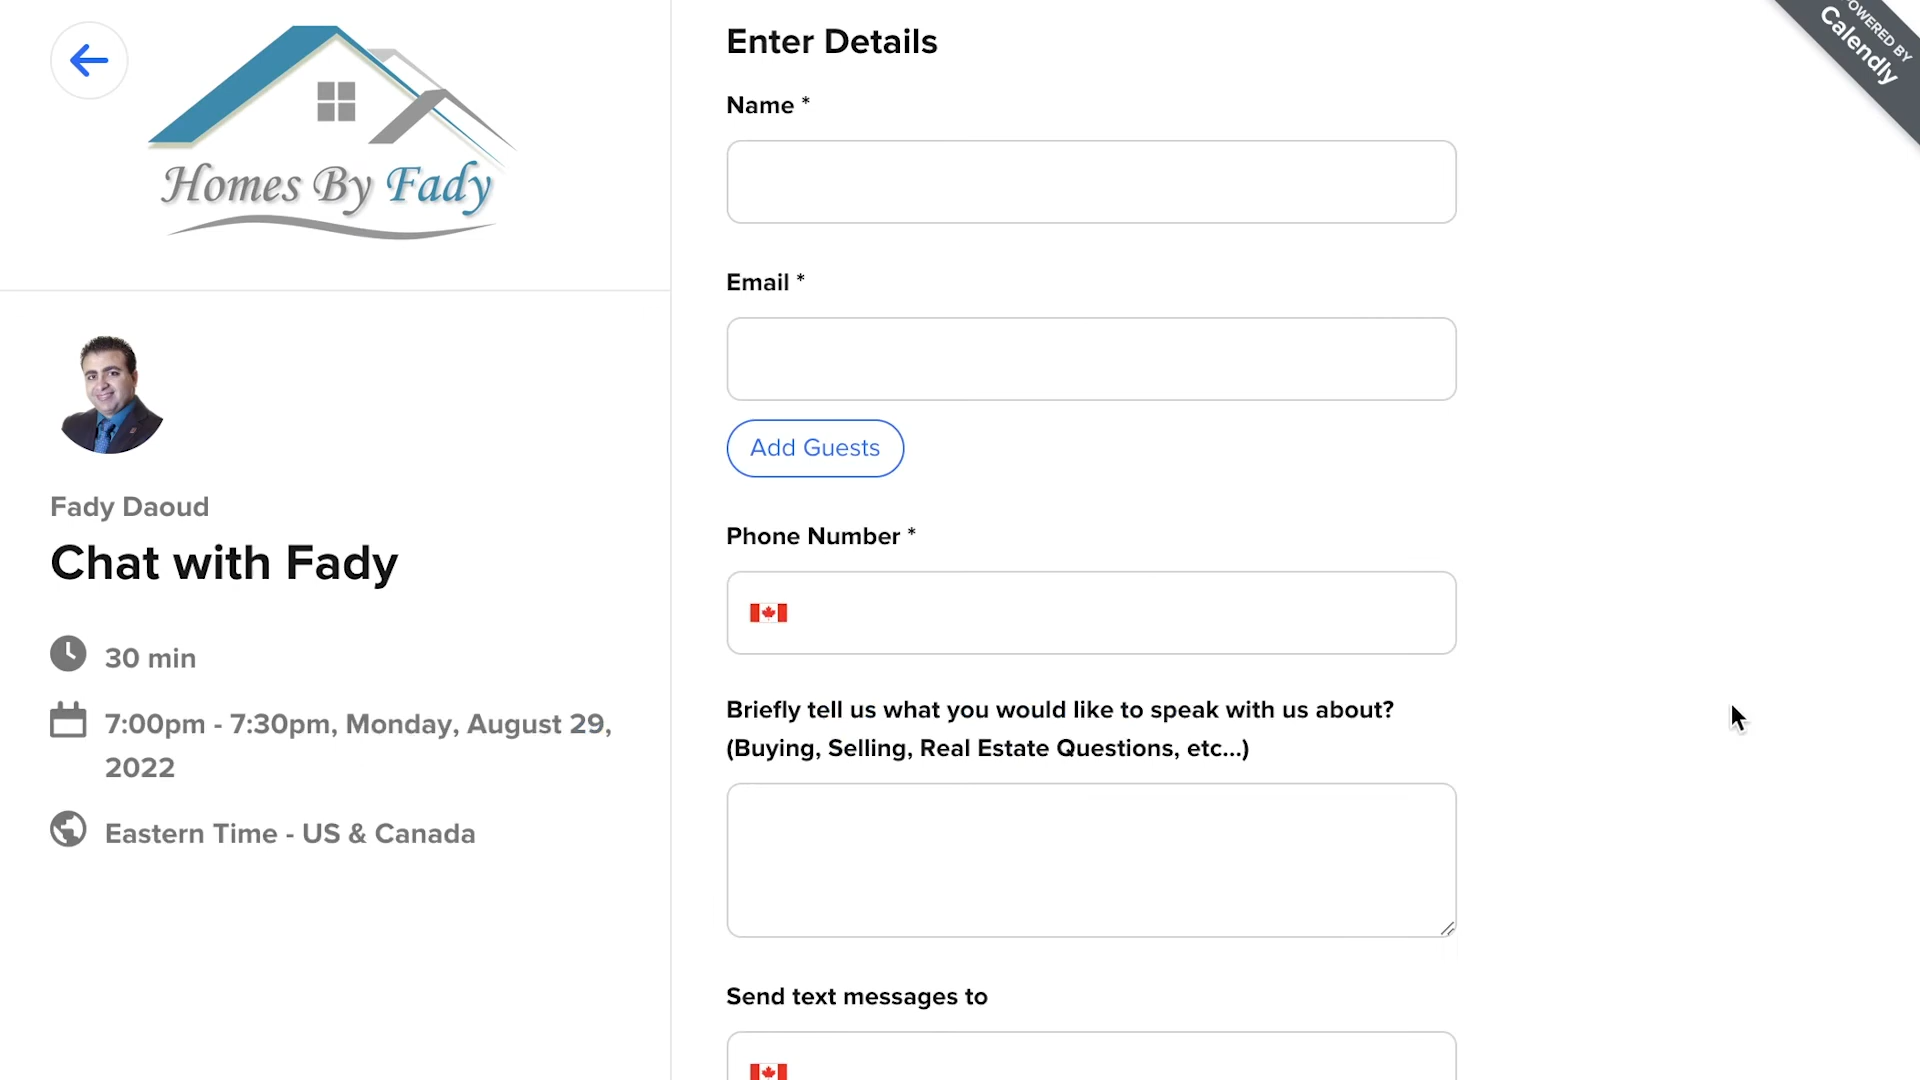 Homes By Fady
Fady Daoud
Chat with Fady
30 min
7:00pm - 7:30pm, Monday, August 29,
2022
Eastern Time - US & Canada
Enter Details
Name *
Email *
Add Guests
Phone Number *
Briefly tell us what you would like to speak with us about?
(Buying, Selling, Real Estate Questions, etc...)
Send text messages to
POWERED BY
Calendly